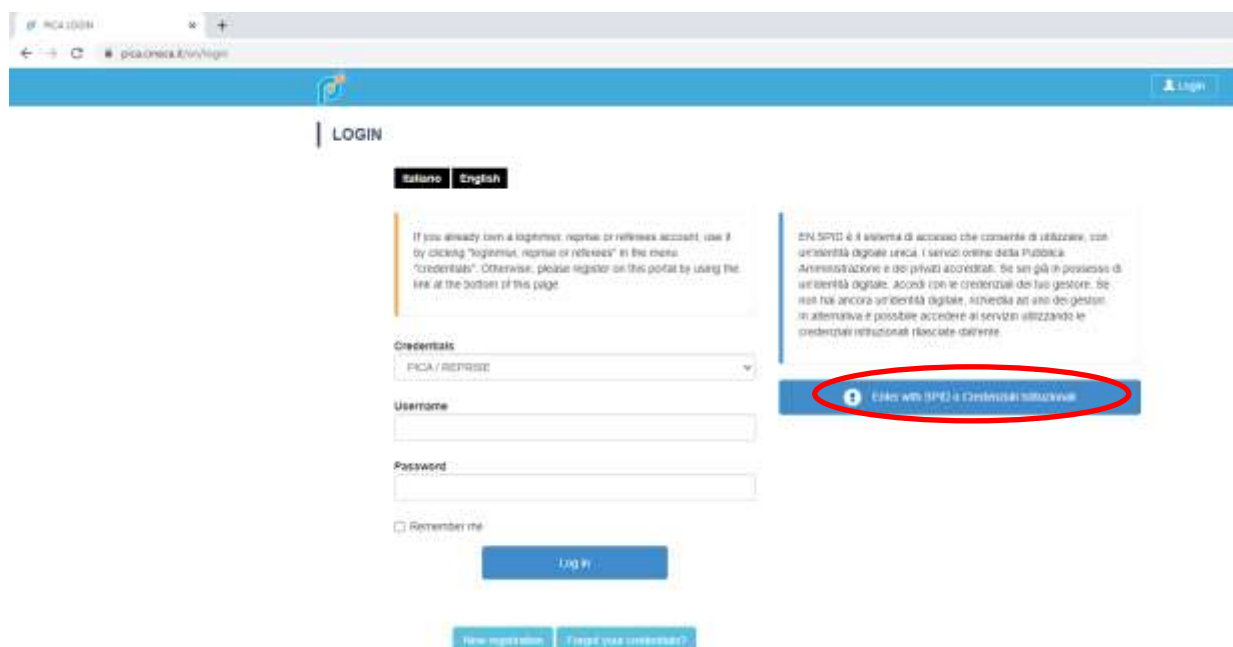 PICA LOGIN
pica.cineca.it/en/login
Login
LOGIN
Italiano English
If you already own a loginmiur, reprise or referees account, use it
by clicking "loginmiur, reprise or referees" in the menu
"credentials". Otherwise, please register on this portal by using the
link at the bottom of this page.
Credentials
PICA / REPRISE
Username
Password
Remember me
Log in
New registration Forgot your credentials?
EN SPID è il sistema di accesso che consente di utilizzare, con
un'identità digitale unica, i servizi online della Pubblica
Amministrazione e dei privati accreditati. Se sei già in possesso di
un'identità digitale, accedi con le credenziali del tuo gestore. Se
non hai ancora un'identità digitale, richiedila ad uno dei gestori.
In alternativa è possibile accedere ai servizi utilizzando le
credenziali istituzionali rilasciate dall'ente.
Enter with SPID o Credenziali Istituzionali